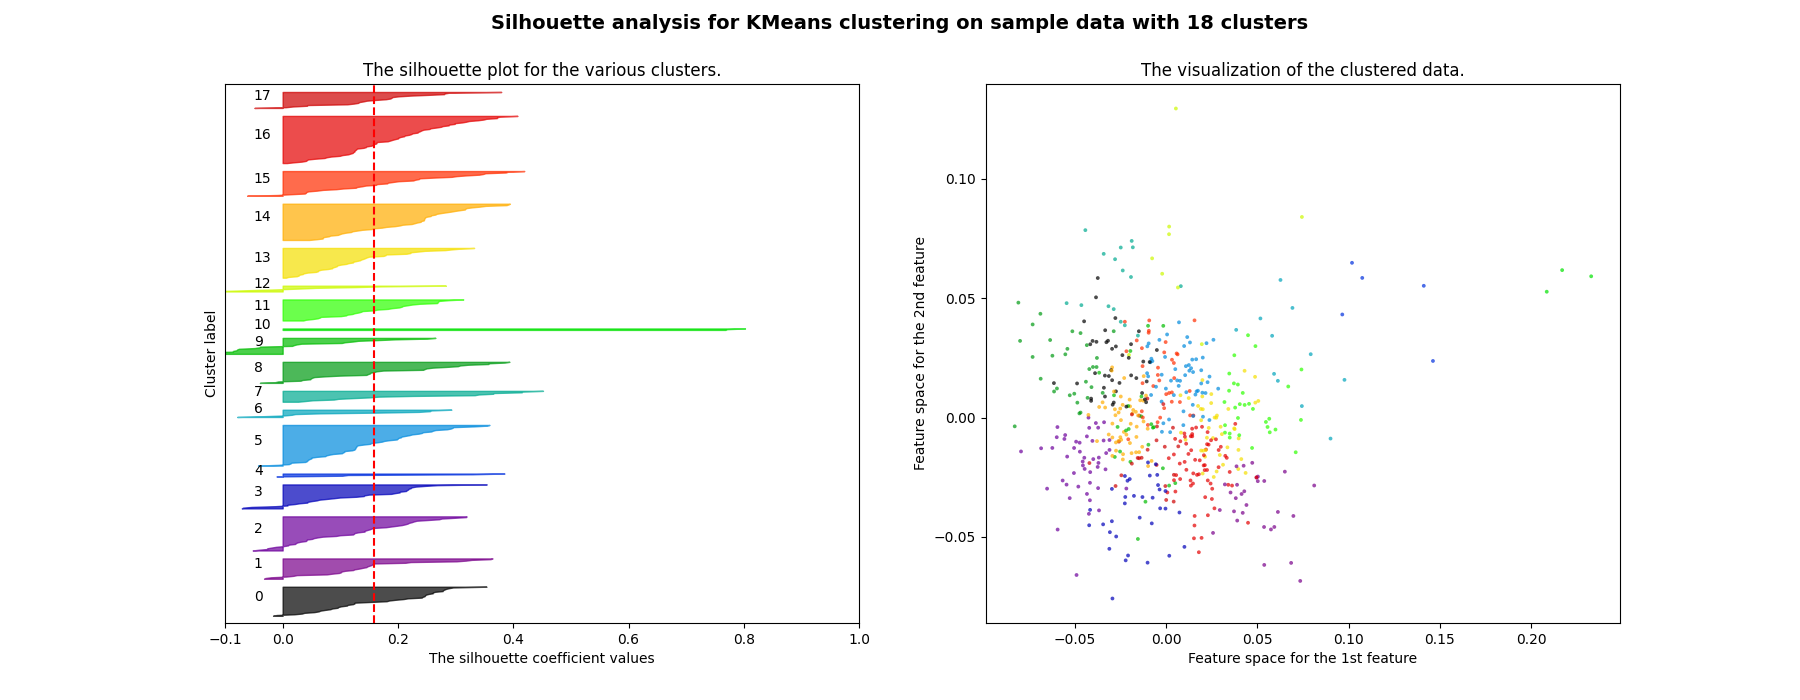 Silhouette analysis for KMeans clustering on sample data with 18 clusters
The silhouette plot for the various clusters.
17
16
15
14
13
12
11
10
9
8
7
6
5
4
3
2
1
0
Cluster label
−0.1 0.0 0.2 0.4 0.6 0.8 1.0
The silhouette coefficient values
The visualization of the clustered data.
0.10
0.05
0.00
−0.05
Feature space for the 2nd feature
−0.05 0.00 0.05 0.10 0.15 0.20
Feature space for the 1st feature